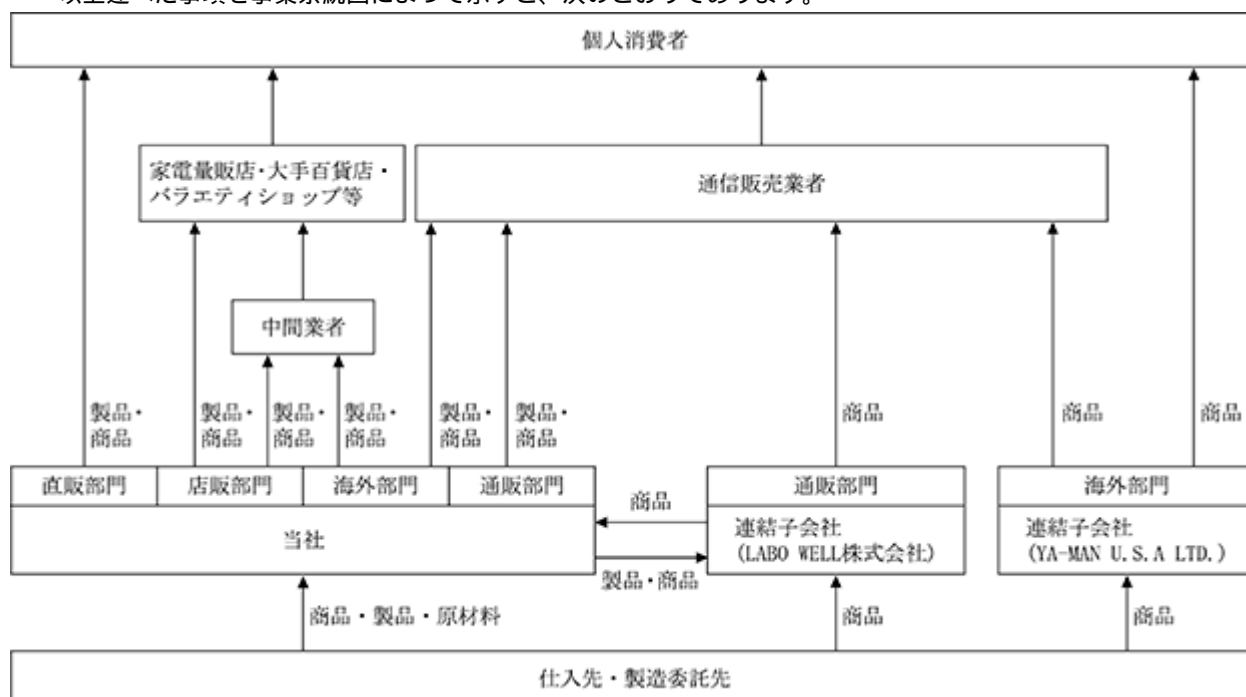 以上述べた事項を事業系統図によって示すと、次のとおりであります。
個人消費者
家電量販店・大手百貨店・
バラエティショップ等
通信販売業者
中間業者
製品・
商品
製品・
商品
製品・
商品
製品・
商品
製品・
商品
製品・
商品
商品
商品
商品
直販部門
店販部門
海外部門
通販部門
通販部門
海外部門
当社
商品
製品・商品
連結子会社
(LABO WELL株式会社)
連結子会社
(YA-MAN U.S.A LTD.)
商品・製品・原材料
商品
商品
仕入先・製造委託先